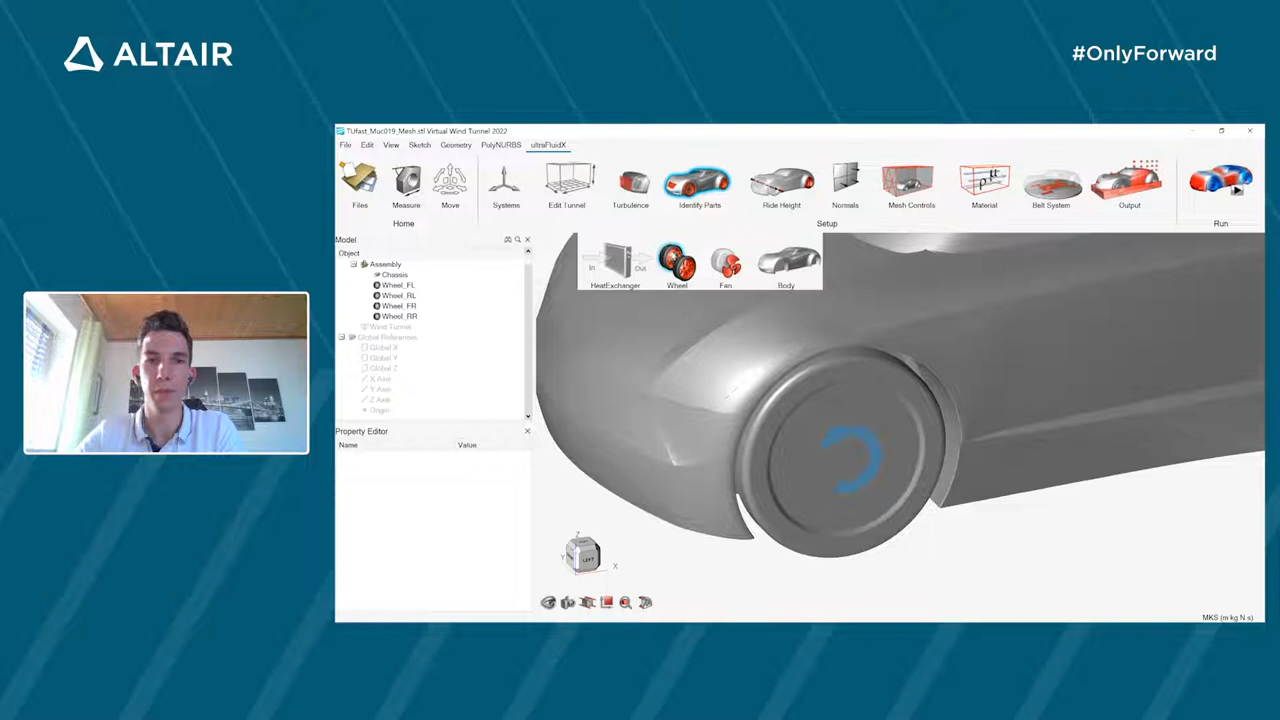 ALTAIR
#OnlyForward
TUfast_Muc019_Mesh.stl Virtual Wind Tunnel 2022
File Edit View Sketch Geometry PolyNURBS ultraFluidX
Files Measure Move Systems Edit Tunnel Turbulence Identify Parts Ride Height Normals Mesh Controls Material Belt System Output
Home Setup Run
Model
Object
Assembly
Chassis
Wheel_FL
Wheel_RL
Wheel_FR
Wheel_RR
Wind Tunnel
Global References
Global X
Global Y
Global Z
X Axis
Y Axis
Z Axis
Origin
In Out
HeatExchanger Wheel Fan Body
Property Editor
Name Value
Z
Y
LEFT
X
MKS (m kg N s)